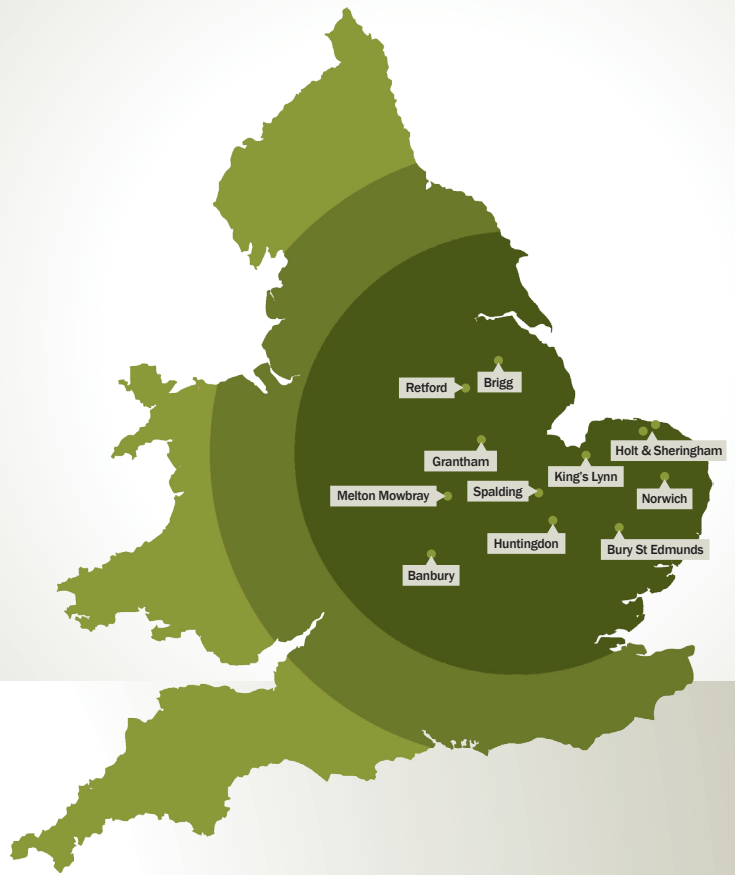 Retford
Brigg
Holt & Sheringham
Grantham
King's Lynn
Melton Mowbray
Spalding
Norwich
Huntingdon
Bury St Edmunds
Banbury